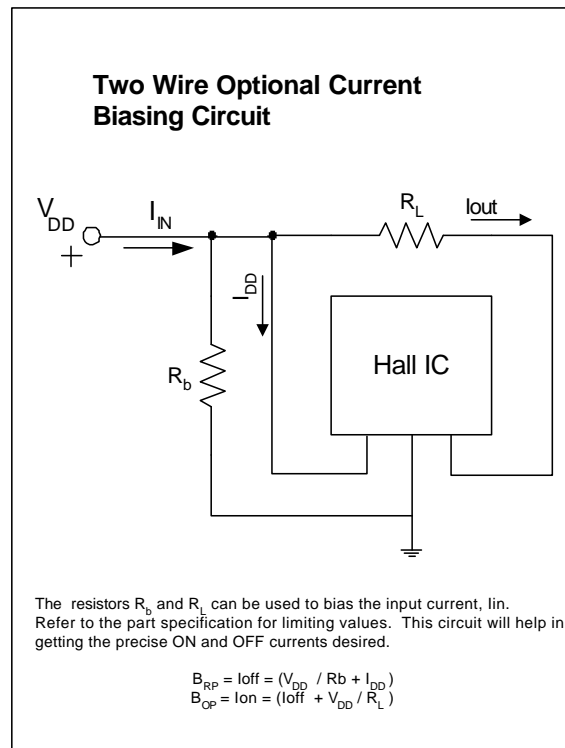 Two Wire Optional Current
Biasing Circuit
V_DD
I_IN
R_L
Iout
+
I_DD
R_b
Hall IC
The resistors R_b and R_L can be used to bias the input current, Iin.
Refer to the part specification for limiting values. This circuit will help in
getting the precise ON and OFF currents desired.
B_RP = Ioff = (V_DD / Rb + I_DD )
B_OP = Ion = (Ioff + V_DD / R_L )